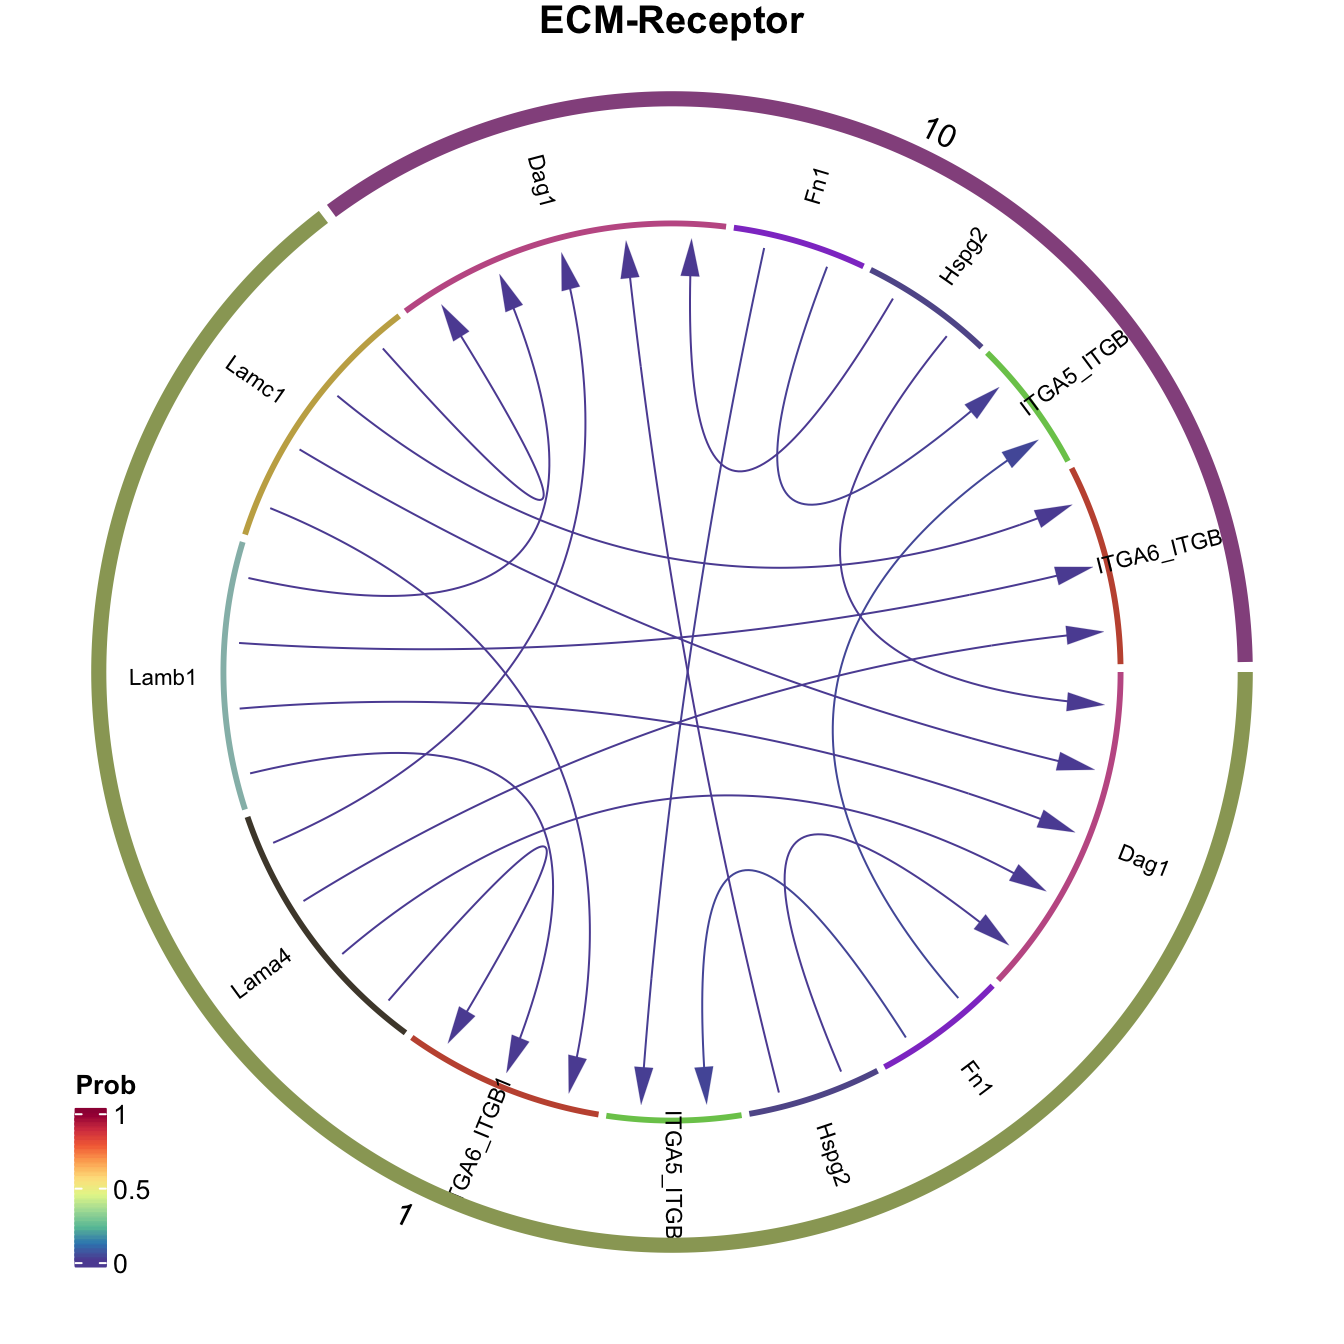 ECM-Receptor
10
Dag1
Fn1
Hspg2
ITGA5_ITGB
ITGA6_ITGB
Lamc1
Lamb1
Lama4
Dag1
Fn1
Hspg2
ITGA5_ITGB
TGA6_ITGB1
1
Prob
1
0.5
0